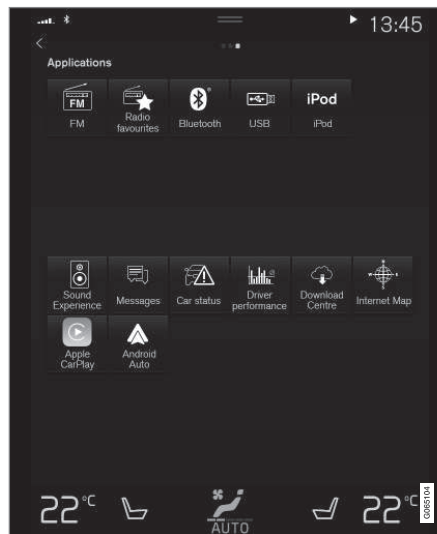 13:45
Applications
FM
FM
Radio
favourites
Bluetooth
USB
iPod
iPod
Sound
Experience
Messages
Car status
Driver
performance
Download
Centre
Internet Map
Apple
CarPlay
Android
Auto
22°C
AUTO
22°C
G065104